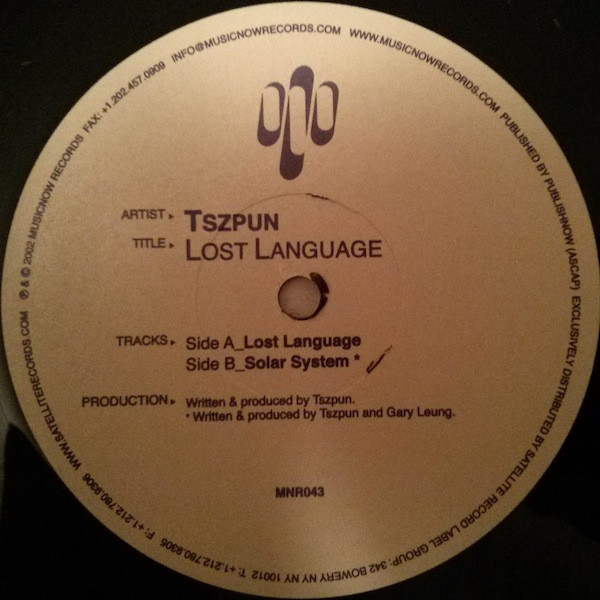 ARTIST ▸ TSZPUN
TITLE ▸ LOST LANGUAGE
TRACKS ▸ Side A_Lost Language
Side B_Solar System *
PRODUCTION ▸ Written & produced by Tszpun.
* Written & produced by Tszpun and Gary Leung.
MNR043
℗ & © 2002 MUSICNOW RECORDS FAX: +1.202.457.0909 INFO@MUSICNOWRECORDS.COM WWW.MUSICNOWRECORDS.COM PUBLISHED BY PUBLISHNOW (ASCAP) EXCLUSIVELY DISTRIBUTED BY SATELLITE RECORD LABEL GROUP: 342 BOWERY NY NY 10012 T: +1.212.780.9305 F: +1.212.780.9306 WWW.SATELLITERECORDS.COM